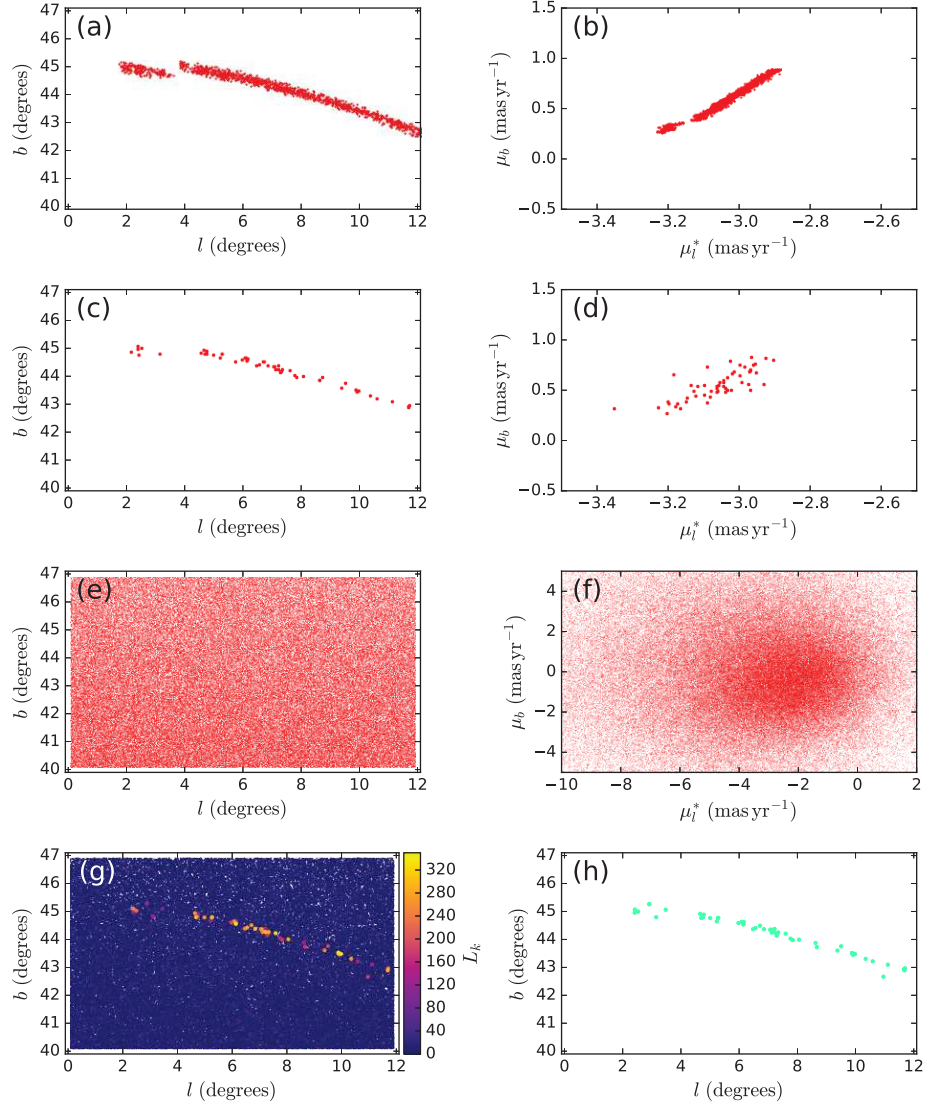 (a)
47
46
45
44
43
42
41
40
b (degrees)
0 2 4 6 8 10 12
l (degrees)
(b)
1.5
1.0
0.5
0.0
−0.5
μ_b (mas yr⁻¹)
−3.4 −3.2 −3.0 −2.8 −2.6
μ_l^* (mas yr⁻¹)
(c)
47
46
45
44
43
42
41
40
b (degrees)
0 2 4 6 8 10 12
l (degrees)
(d)
1.5
1.0
0.5
0.0
−0.5
μ_b (mas yr⁻¹)
−3.4 −3.2 −3.0 −2.8 −2.6
μ_l^* (mas yr⁻¹)
(e)
47
46
45
44
43
42
41
40
b (degrees)
0 2 4 6 8 10 12
l (degrees)
(f)
4
2
0
−2
−4
μ_b (mas yr⁻¹)
−10 −8 −6 −4 −2 0 2
μ_l^* (mas yr⁻¹)
(g)
47
46
45
44
43
42
41
40
b (degrees)
0 2 4 6 8 10 12
l (degrees)
320
280
240
200
160
120
80
40
0
L_k
(h)
47
46
45
44
43
42
41
40
b (degrees)
0 2 4 6 8 10 12
l (degrees)